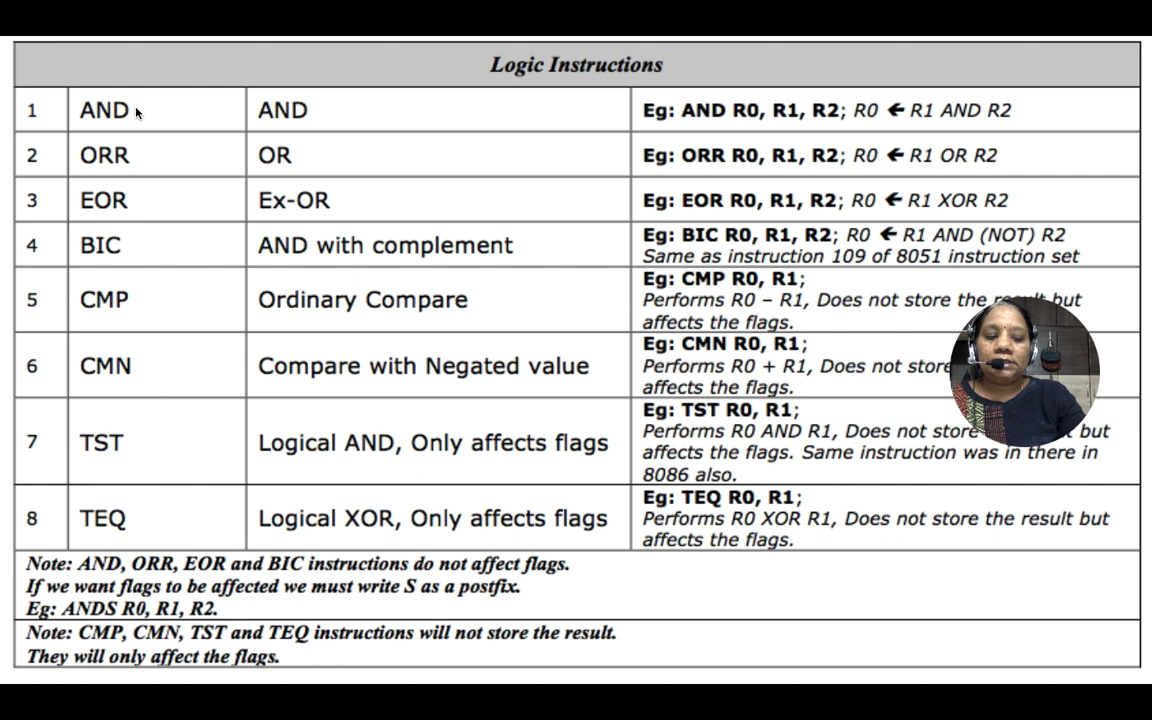 Logic Instructions
1 AND AND Eg: AND R0, R1, R2; R0 ← R1 AND R2
2 ORR OR Eg: ORR R0, R1, R2; R0 ← R1 OR R2
3 EOR Ex-OR Eg: EOR R0, R1, R2; R0 ← R1 XOR R2
4 BIC AND with complement Eg: BIC R0, R1, R2; R0 ← R1 AND (NOT) R2
Same as instruction 109 of 8051 instruction set
5 CMP Ordinary Compare Eg: CMP R0, R1;
Performs R0 – R1, Does not store the result but
affects the flags.
6 CMN Compare with Negated value Eg: CMN R0, R1;
Performs R0 + R1, Does not store
affects the flags.
7 TST Logical AND, Only affects flags Eg: TST R0, R1;
Performs R0 AND R1, Does not store but
affects the flags. Same instruction was in there in
8086 also.
8 TEQ Logical XOR, Only affects flags Eg: TEQ R0, R1;
Performs R0 XOR R1, Does not store the result but
affects the flags.
Note: AND, ORR, EOR and BIC instructions do not affect flags.
If we want flags to be affected we must write S as a postfix.
Eg: ANDS R0, R1, R2.
Note: CMP, CMN, TST and TEQ instructions will not store the result.
They will only affect the flags.